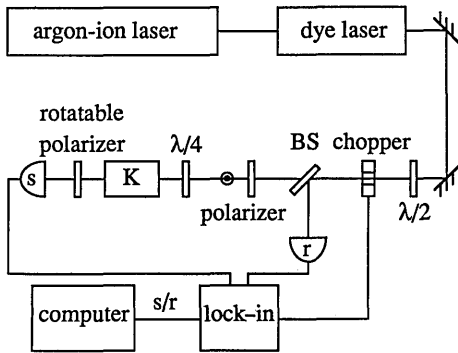 argon-ion laser
dye laser
rotatable
polarizer
λ/4
BS
chopper
s
K
polarizer
λ/2
r
computer
s/r
lock-in